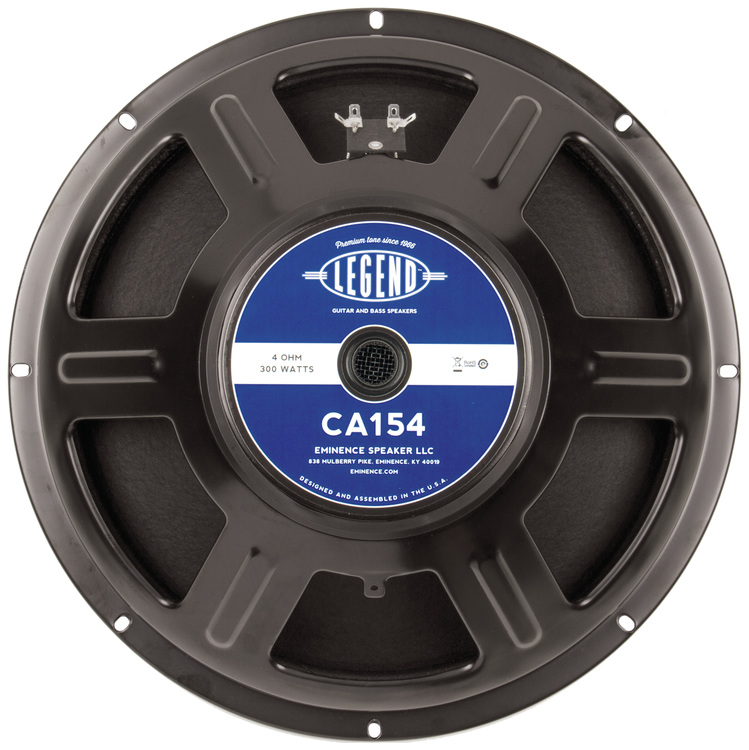 Premium tone since 1966
LEGEND
GUITAR AND BASS SPEAKERS
4 OHM
300 WATTS
RoHS
CA154
EMINENCE SPEAKER LLC
838 MULBERRY PIKE, EMINENCE, KY 40019
EMINENCE.COM
DESIGNED AND ASSEMBLED IN THE U.S.A.